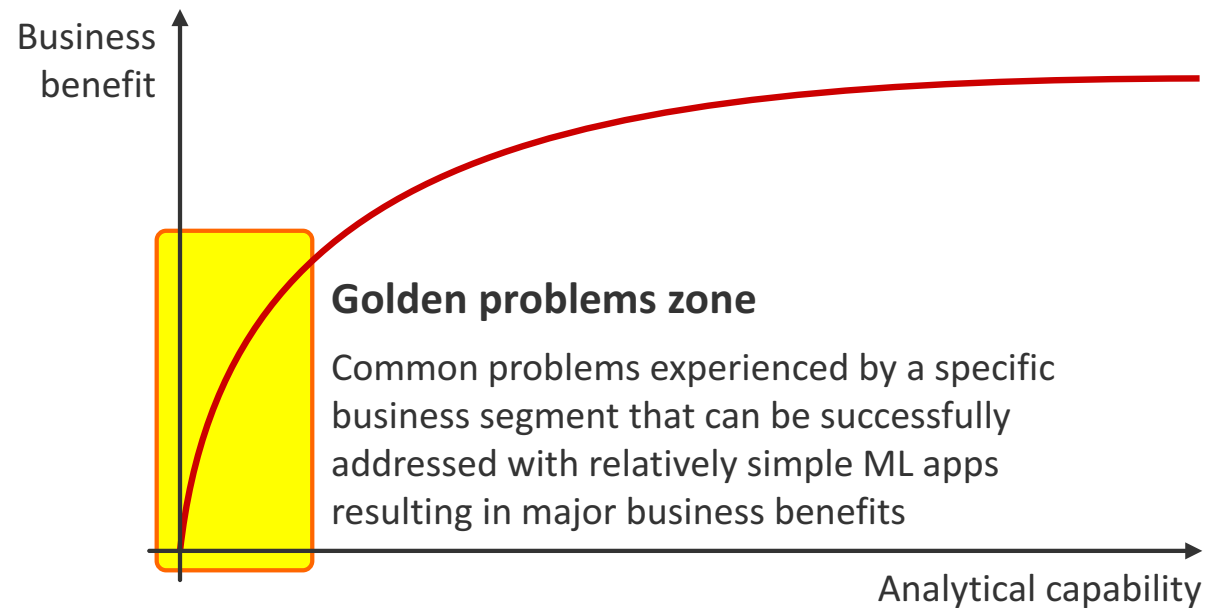 Business
benefit
Golden problems zone
Common problems experienced by a specific
business segment that can be successfully
addressed with relatively simple ML apps
resulting in major business benefits
Analytical capability